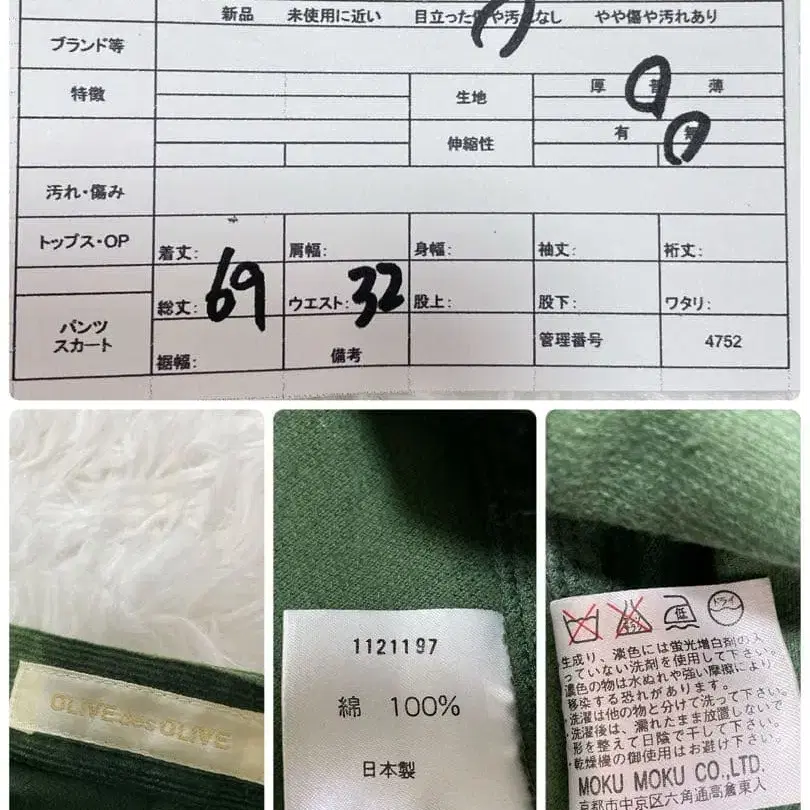 新品 未使用に近い 目立った傷や汚れなし やや傷や汚れあり
ブランド等
特徴 生地 厚 普 薄
伸縮性 有 無
汚れ・傷み
トップス・OP 着丈: 肩幅: 身幅: 袖丈: 裄丈:
パンツ スカート 総丈: 69 ウエスト: 32 股上: 股下: ワタリ:
裾幅: 備考 管理番号 4752
OLIVE des OLIVE
1121197
綿 100%
日本製
低 ドライ
生成り、淡色には蛍光増白剤の入
っていない洗剤を使用して下さい。
濃色の物は水ぬれや強い摩擦により
移染する恐れがあります。
・洗濯は他の物と分けて洗って下さい。
・洗濯後は、濡れたまま放置しないで
形を整えて日陰で干して下さい。
・乾燥機の御使用はお避け下さい。
MOKU MOKU CO.,LTD.
京都市中京区六角通高倉東入